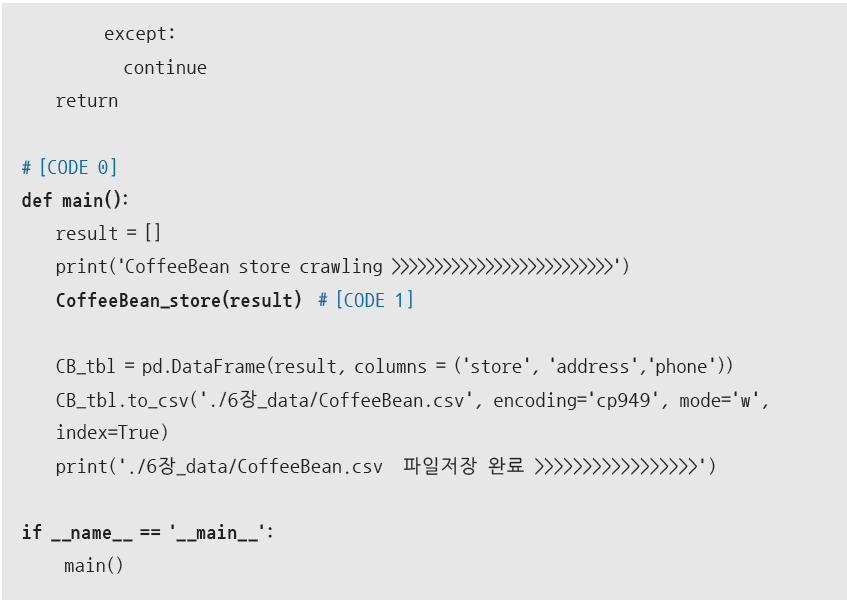 except:
continue
return
# [CODE 0]
def main():
result = []
print('CoffeeBean store crawling >>>>>>>>>>>>>>>>>>>>>>>>>>')
CoffeeBean_store(result) # [CODE 1]
CB_tbl = pd.DataFrame(result, columns = ('store', 'address','phone'))
CB_tbl.to_csv('./6장_data/CoffeeBean.csv', encoding='cp949', mode='w',
index=True)
print('./6장_data/CoffeeBean.csv 파일저장 완료 >>>>>>>>>>>>>>>>>')
if __name__ == '__main__':
main()